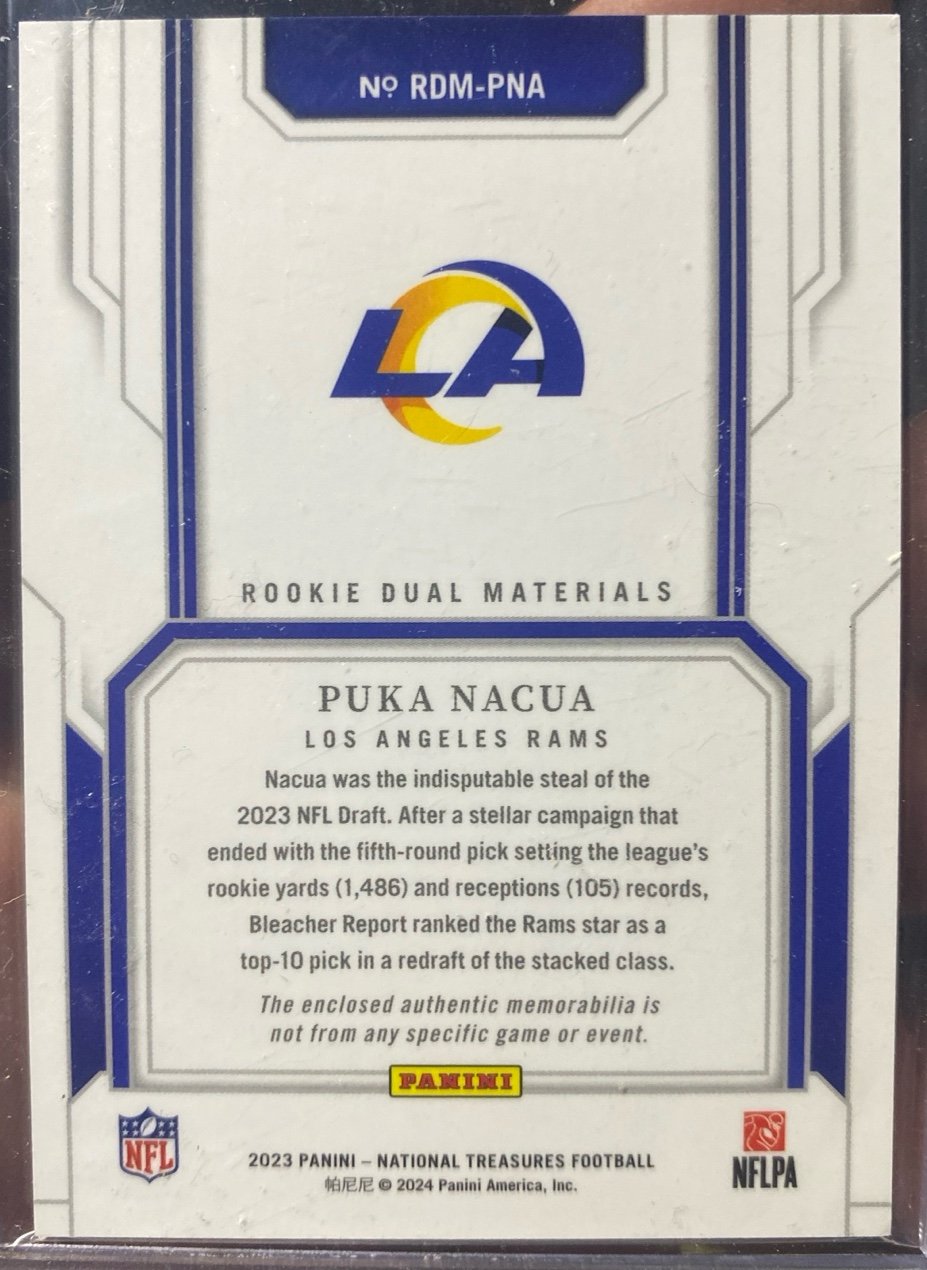 Nº RDM-PNA
LA
ROOKIE DUAL MATERIALS
PUKA NACUA
LOS ANGELES RAMS
Nacua was the indisputable steal of the
2023 NFL Draft. After a stellar campaign that
ended with the fifth-round pick setting the league's
rookie yards (1,486) and receptions (105) records,
Bleacher Report ranked the Rams star as a
top-10 pick in a redraft of the stacked class.
The enclosed authentic memorabilia is
not from any specific game or event.
PANINI
NFL
2023 PANINI – NATIONAL TREASURES FOOTBALL
帕尼尼 © 2024 Panini America, Inc.
NFLPA